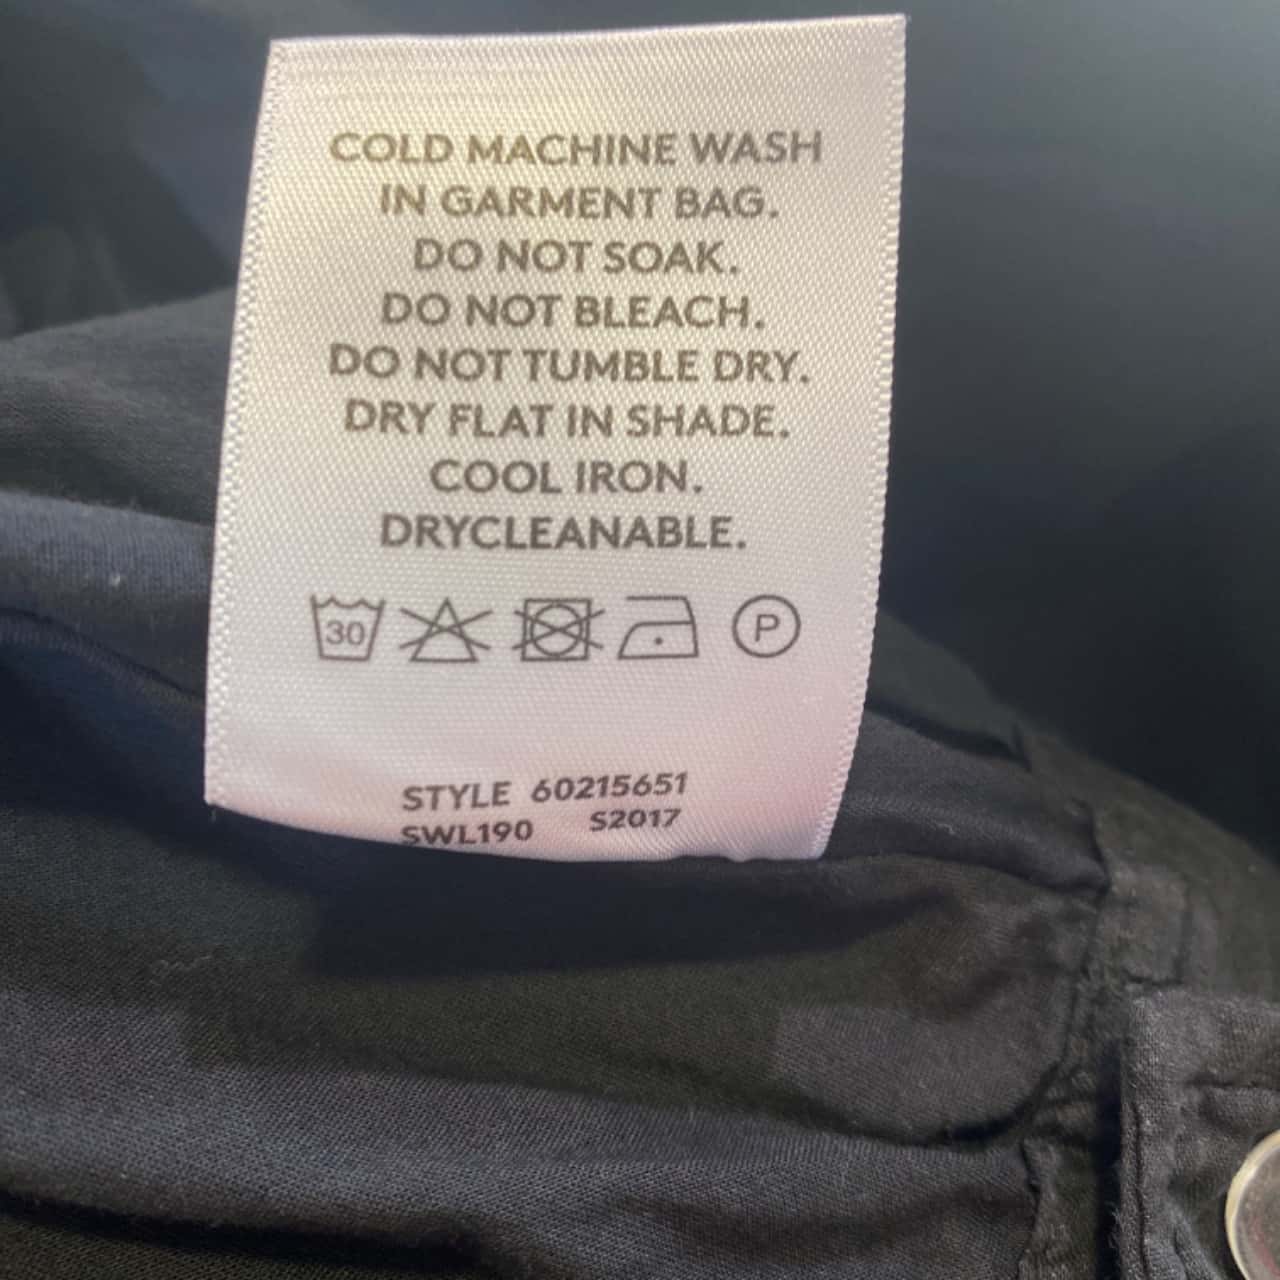 COLD MACHINE WASH
IN GARMENT BAG.
DO NOT SOAK.
DO NOT BLEACH.
DO NOT TUMBLE DRY.
DRY FLAT IN SHADE.
COOL IRON.
DRYCLEANABLE.
30 P
STYLE 60215651
SWL190 S2017